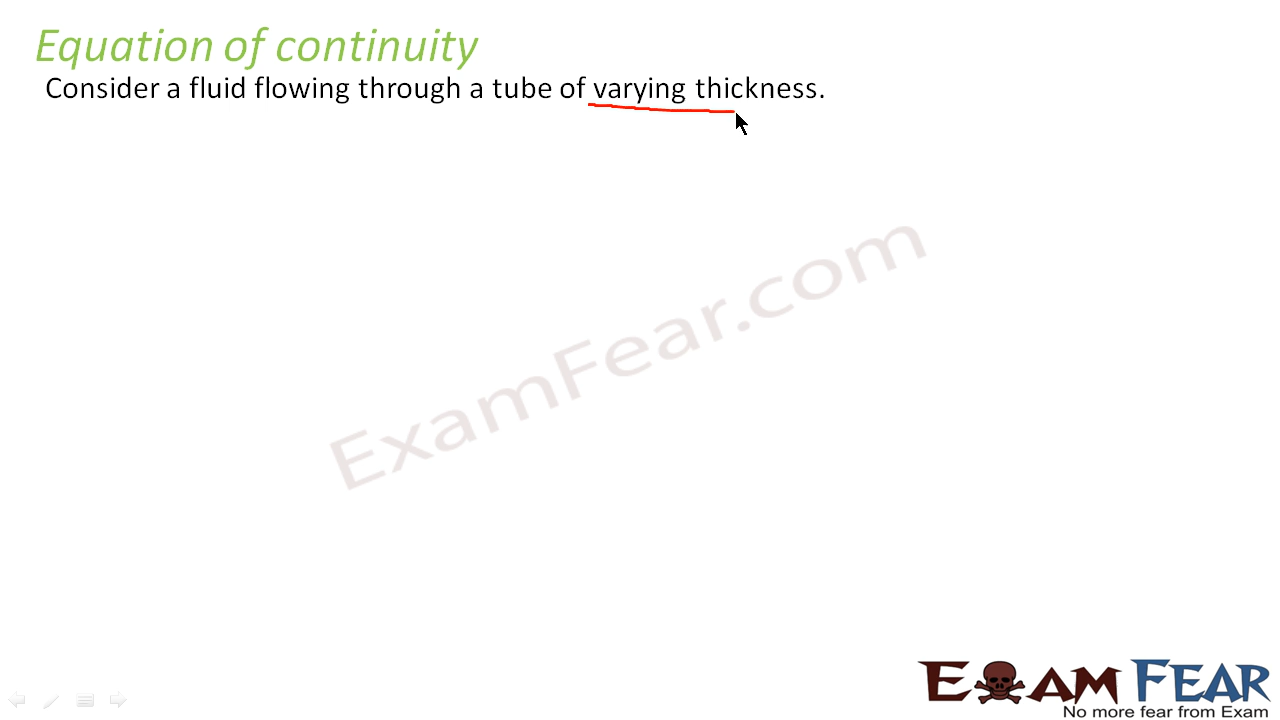 Equation of continuity
Consider a fluid flowing through a tube of varying thickness.
ExamFear.com
EXAM FEAR
No more fear from Exam